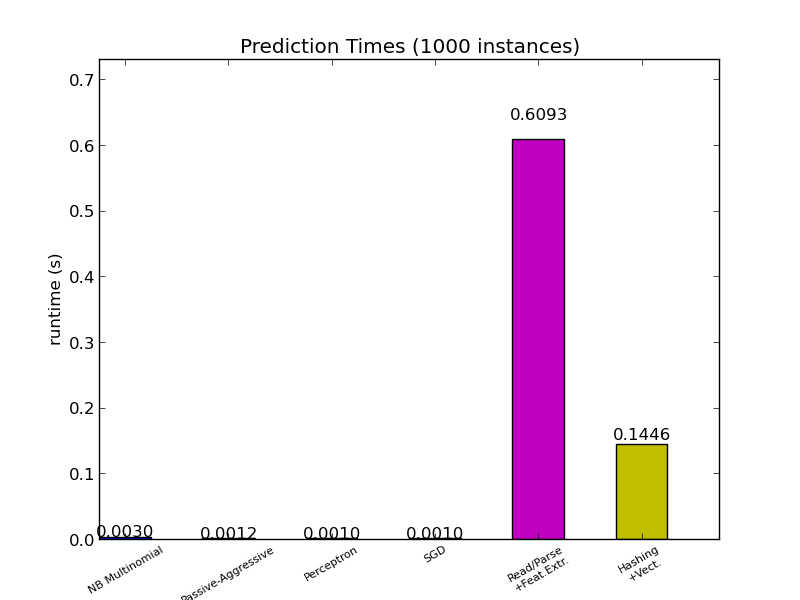 Prediction Times (1000 instances)
0.7
0.6
0.5
0.4
0.3
0.2
0.1
0.0
runtime (s)
0.0030
0.0012
0.0010
0.0010
0.6093
0.1446
NB Multinomial
Passive-Aggressive
Perceptron
SGD
Read/Parse
+Feat.Extr.
Hashing
+Vect.